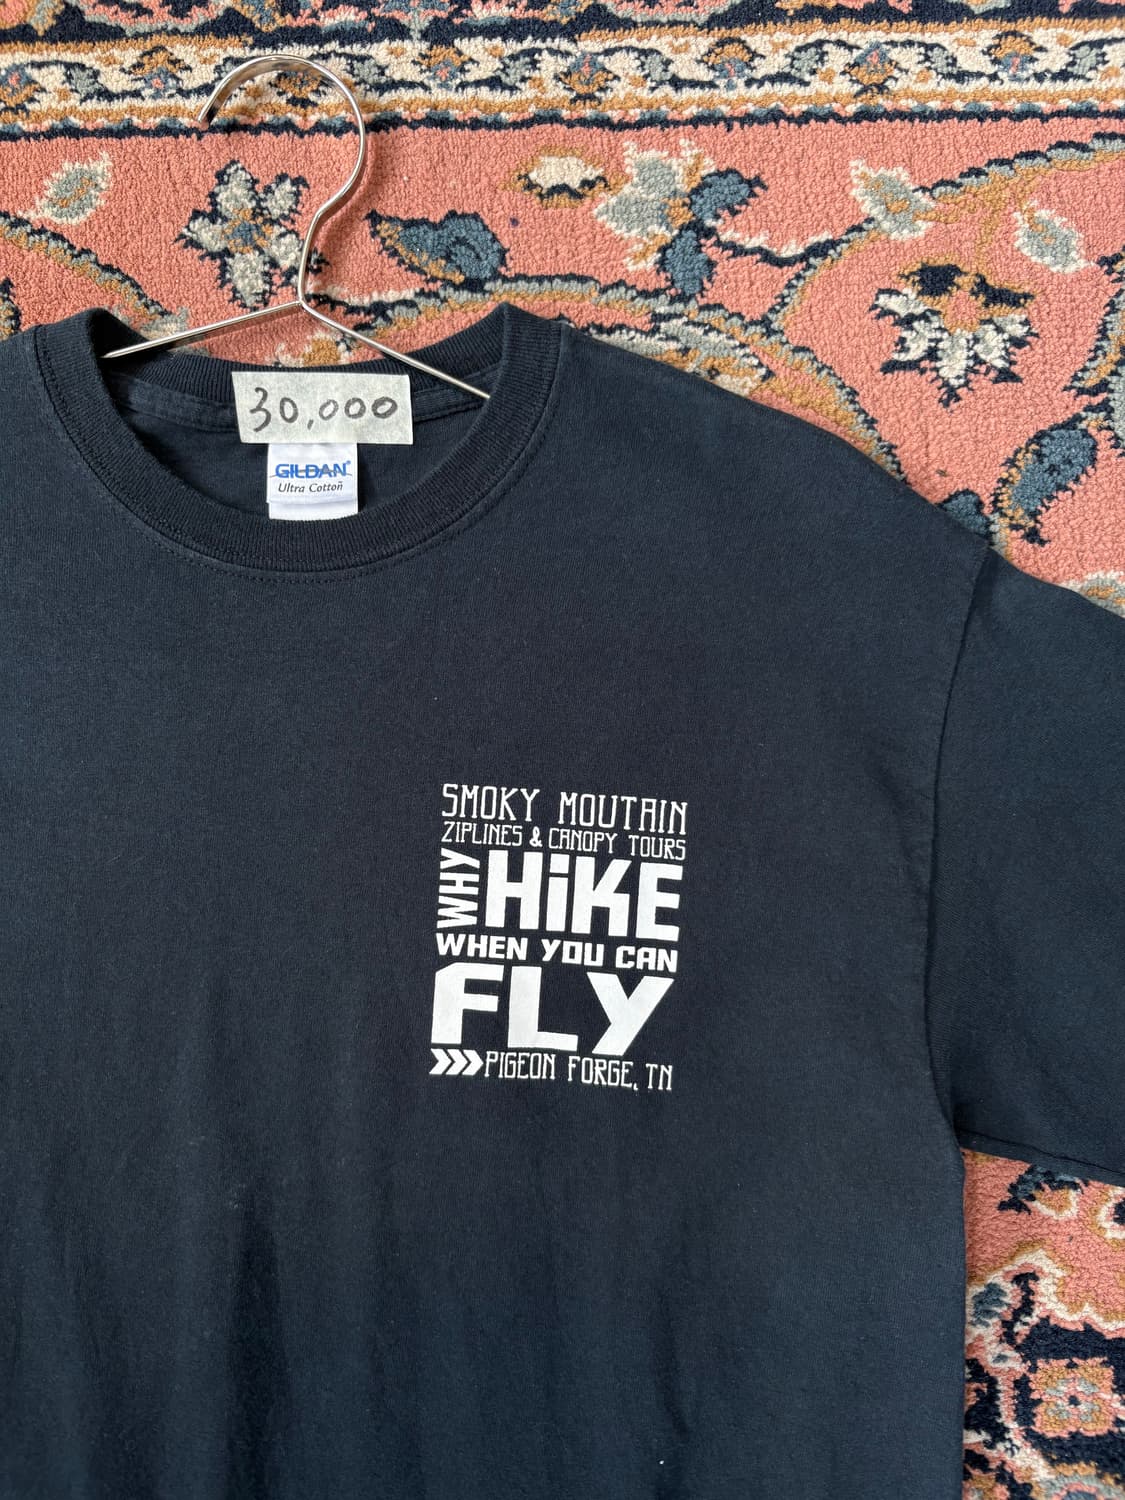 30,000
GILDAN®
Ultra Cotton
SMOKY MOUTAIN
ZIPLINES & CANOPY TOURS
WHY HiKE
WHEN YOU CAN
FLY
PIGEON FORGE, TN